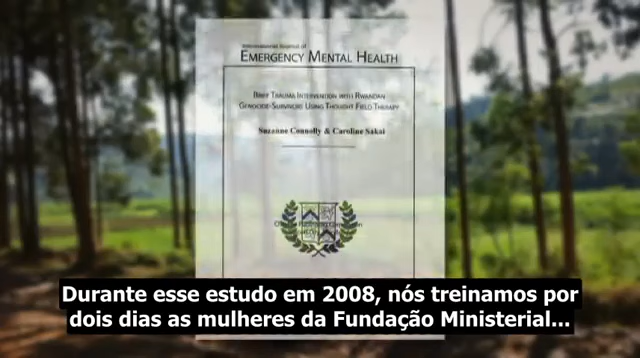 International Journal of
EMERGENCY MENTAL HEALTH
BRIEF TRAUMA INTERVENTION WITH RWANDAN
GENOCIDE-SURVIVORS USING THOUGHT FIELD THERAPY
Suzanne Connolly & Caroline Sakai
Durante esse estudo em 2008, nós treinamos por
dois dias as mulheres da Fundação Ministerial...